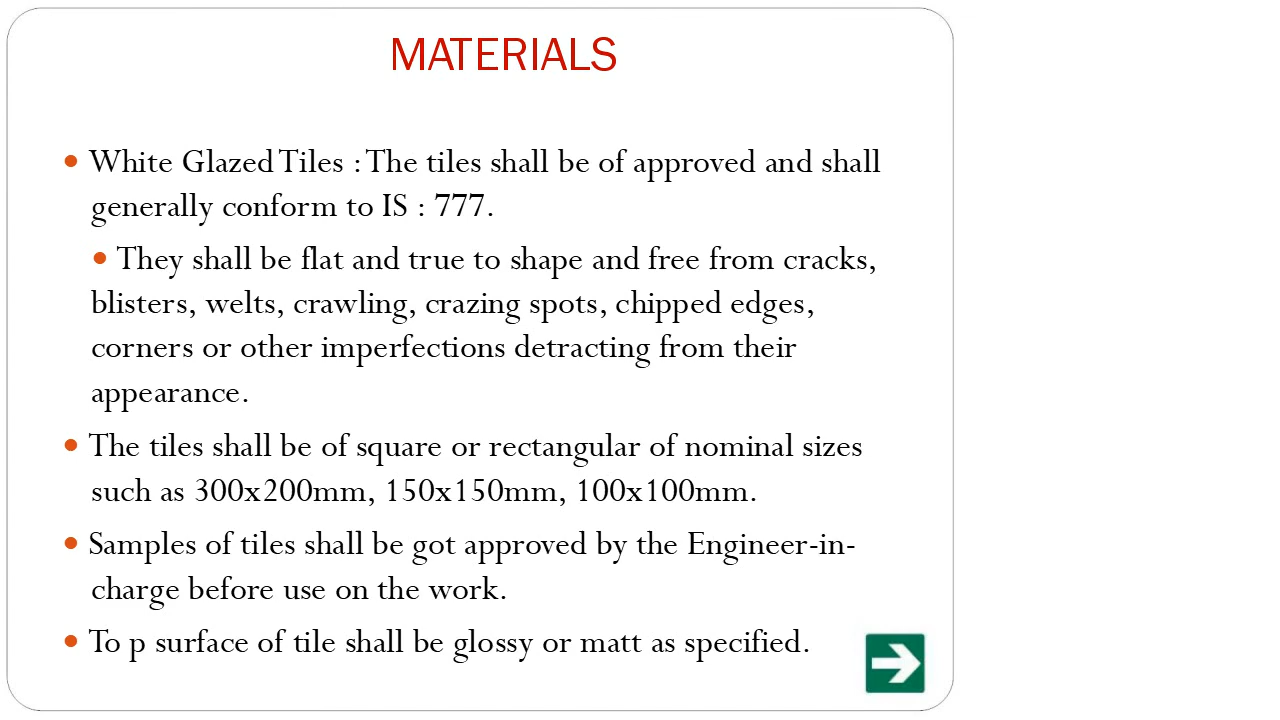 MATERIALS
• White Glazed Tiles : The tiles shall be of approved and shall
generally conform to IS : 777.
• They shall be flat and true to shape and free from cracks,
blisters, welts, crawling, crazing spots, chipped edges,
corners or other imperfections detracting from their
appearance.
• The tiles shall be of square or rectangular of nominal sizes
such as 300x200mm, 150x150mm, 100x100mm.
• Samples of tiles shall be got approved by the Engineer-in-
charge before use on the work.
• To p surface of tile shall be glossy or matt as specified.